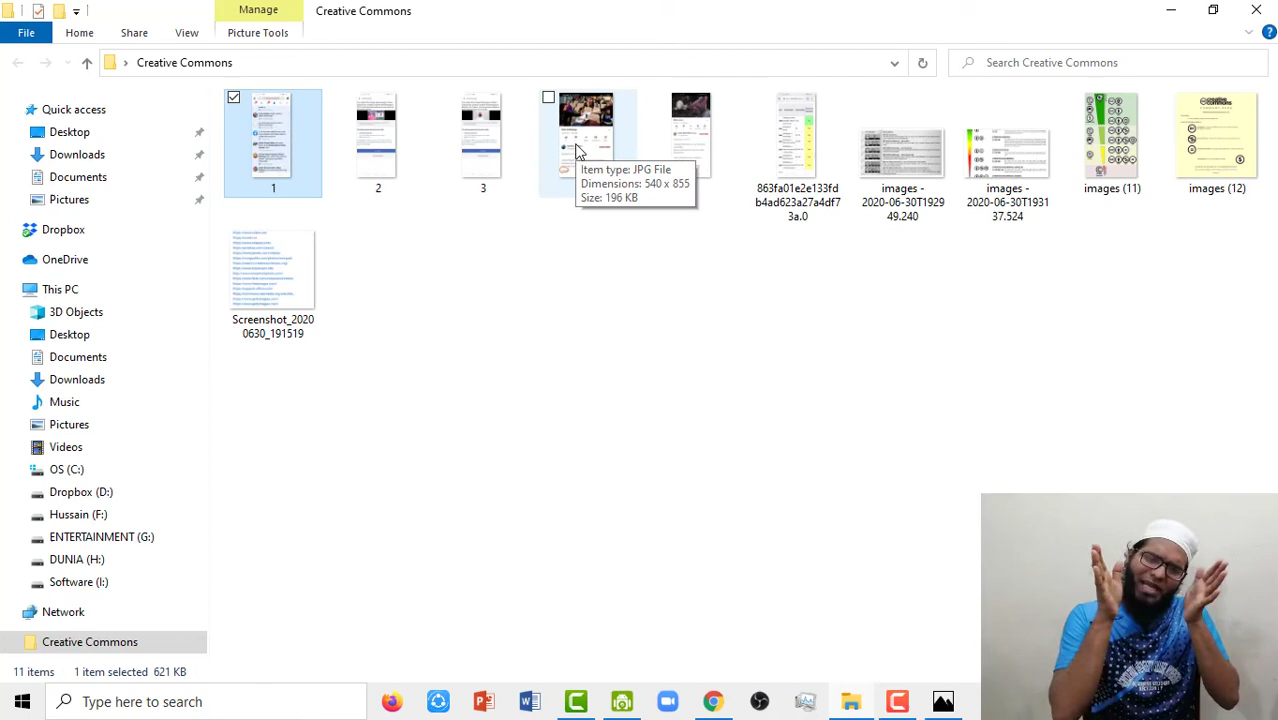 Manage
Creative Commons
File
Home
Share
View
Picture Tools
Creative Commons
Search Creative Commons
Quick access
Desktop
Downloads
Documents
Pictures
Dropbox
OneDrive
This PC
3D Objects
Desktop
Documents
Downloads
Music
Pictures
Videos
OS (C:)
Dropbox (D:)
Hussain (F:)
ENTERTAINMENT (G:)
DUNIA (H:)
Software (I:)
Network
Creative Commons
1
2
3
Item type: JPG File
Dimensions: 540 x 855
Size: 196 KB
863fa01e2e133fd
b4ad623a27a4df7
3a.0
images -
2020-06-30T1929
49.240
images -
2020-06-30T1931
37.524
images (11)
images (12)
Screenshot_2020
0630_191519
11 items
1 item selected 621 KB
Type here to search